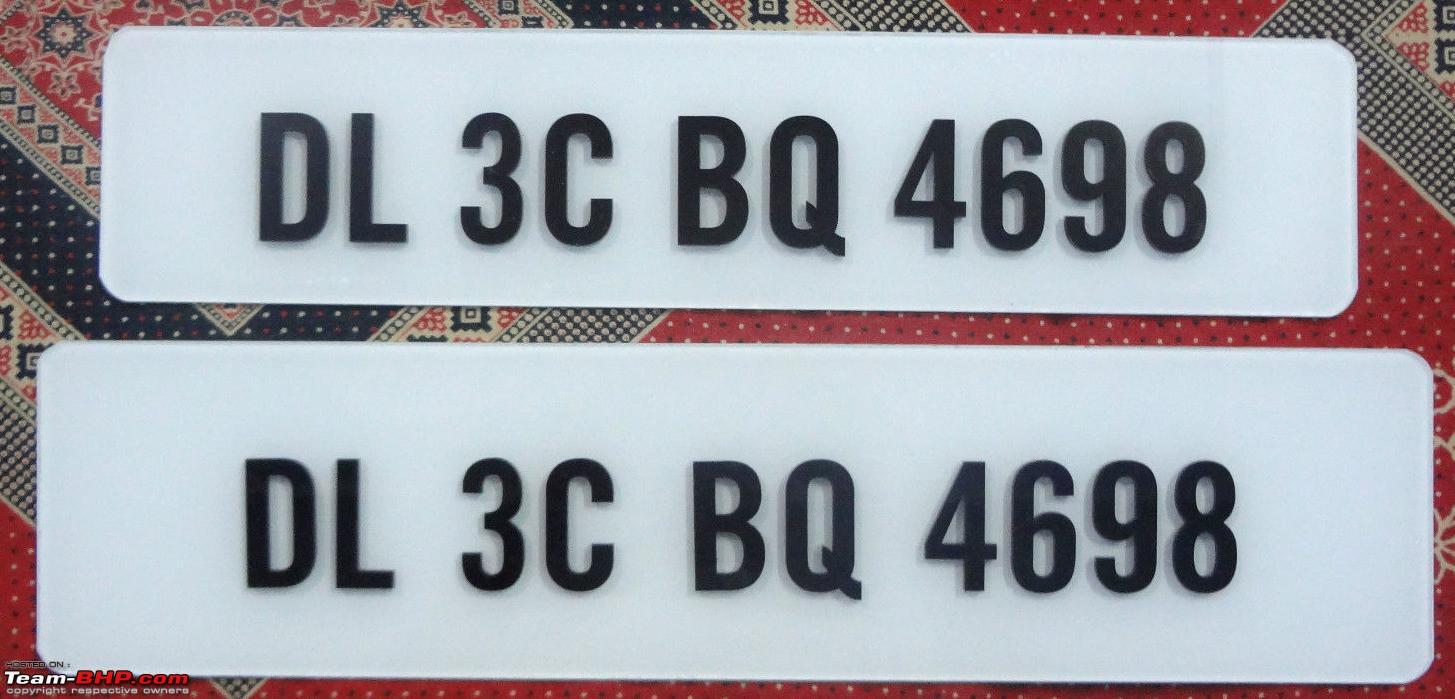 DL 3C BQ 4698
DL 3C BQ 4698
HOSTED ON :
Team-BHP.com
copyright respective owners